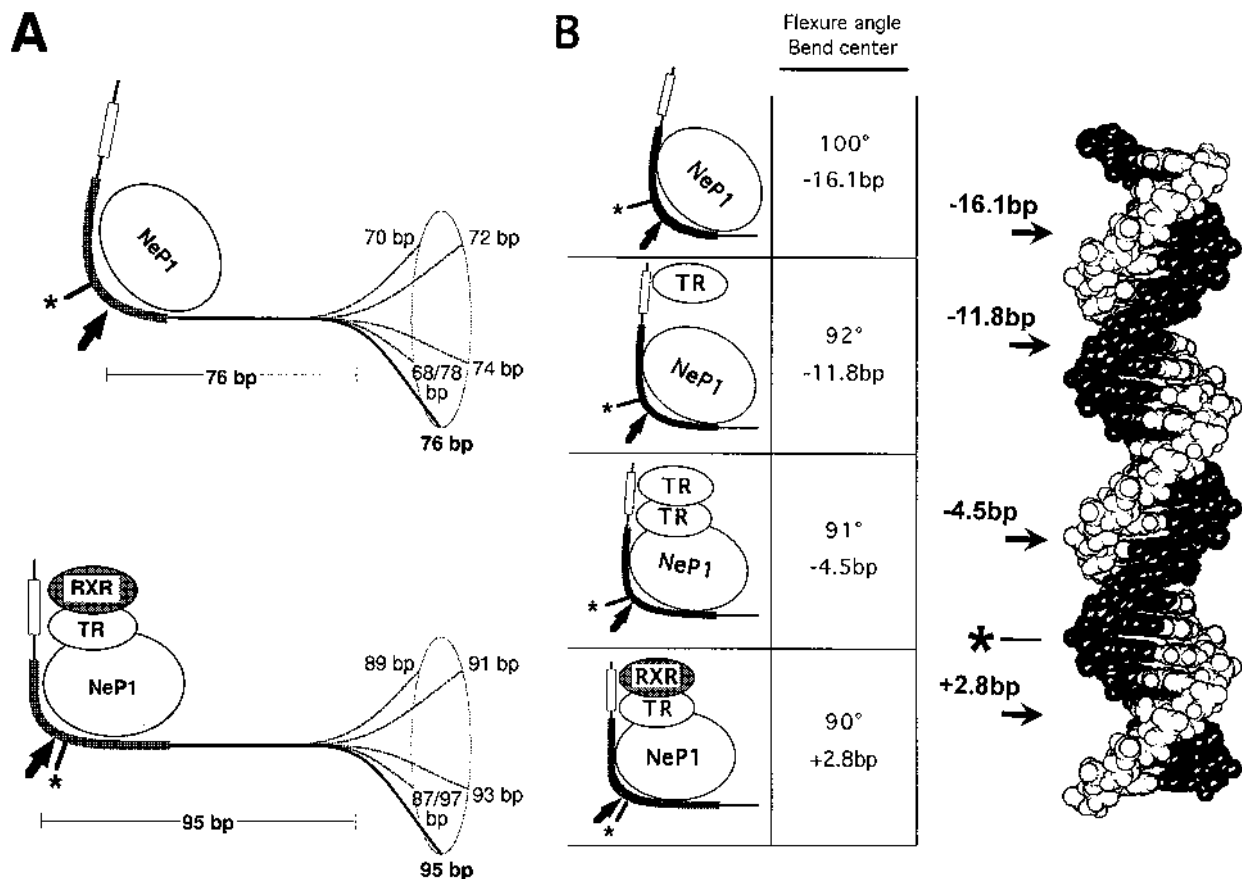 A
NeP1
*
70 bp
72 bp
74 bp
68/78
bp
76 bp
76 bp
RXR
TR
NeP1
*
89 bp
91 bp
93 bp
87/97
bp
95 bp
95 bp
B
Flexure angle
Bend center
NeP1
*
100°
-16.1bp
TR
NeP1
*
92°
-11.8bp
TR
TR
NeP1
*
91°
-4.5bp
RXR
TR
NeP1
*
90°
+2.8bp
-16.1bp
-11.8bp
-4.5bp
*
+2.8bp